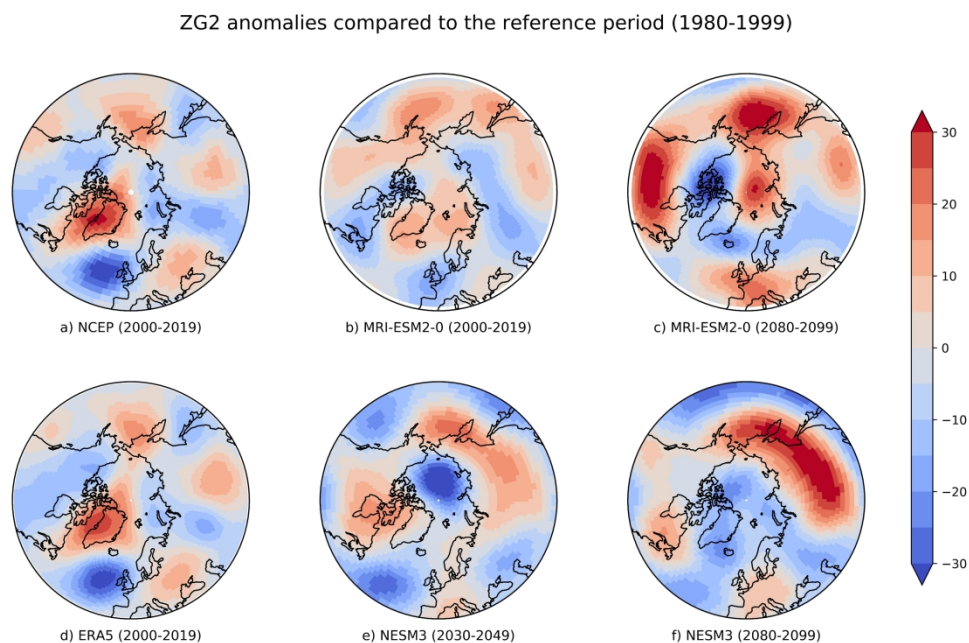 ZG2 anomalies compared to the reference period (1980-1999)
a) NCEP (2000-2019)
b) MRI-ESM2-0 (2000-2019)
c) MRI-ESM2-0 (2080-2099)
30
20
10
0
−10
−20
−30
d) ERA5 (2000-2019)
e) NESM3 (2030-2049)
f) NESM3 (2080-2099)